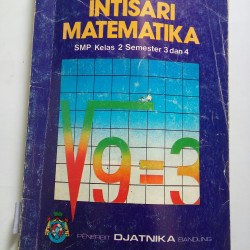 INTISARI
MATEMATIKA
SMP Kelas 2 Semester 3 dan 4
√9=3
PENERBIT DJATNIKA BANDUNG